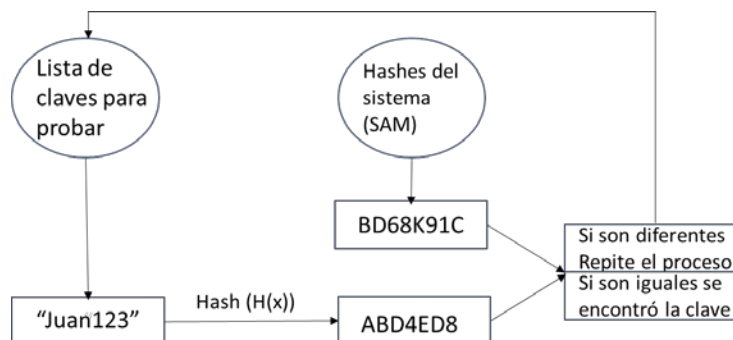 Lista de
claves para
probar
Hashes del
sistema
(SAM)
BD68K91C
Si son diferentes
Repite el proceso
Si son iguales se
encontró la clave
“Juan123”
Hash (H(x))
ABD4ED8